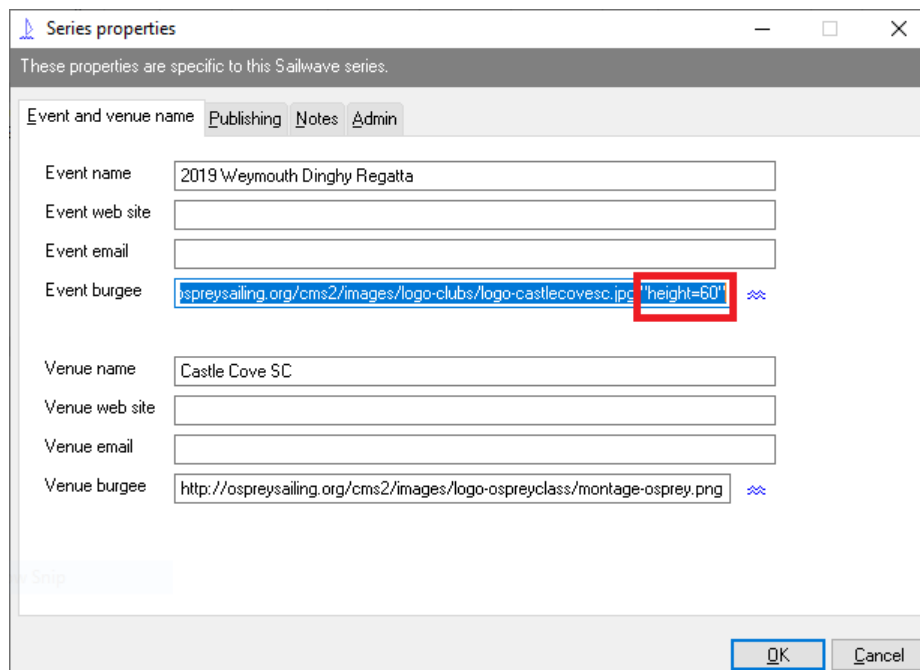 Series properties
These properties are specific to this Sailwave series.
Event and venue name Publishing Notes Admin
Event name 2019 Weymouth Dinghy Regatta
Event web site
Event email
Event burgee ospreysailing.org/cms2/images/logo-clubs/logo-castlecovesc.jpg "height=60"
Venue name Castle Cove SC
Venue web site
Venue email
Venue burgee http://ospreysailing.org/cms2/images/logo-ospreyclass/montage-osprey.png
Snip
OK Cancel